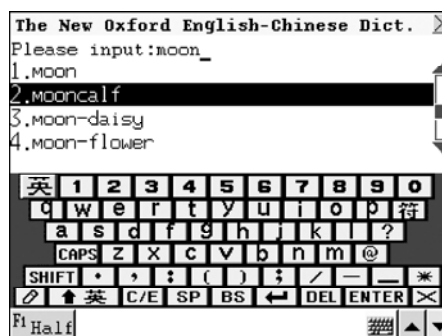 The New Oxford English-Chinese Dict.
Please input:moon_
1.moon
2.mooncalf
3.moon-daisy
4.moon-flower
英 1 2 3 4 5 6 7 8 9 0
q w e r t y u i o p 符
a s d f g h j k l ?
CAPS z x c v b n m @
SHIFT · , : ( ) ; / — _ *
英 C/E SP BS DEL ENTER
F1 Half